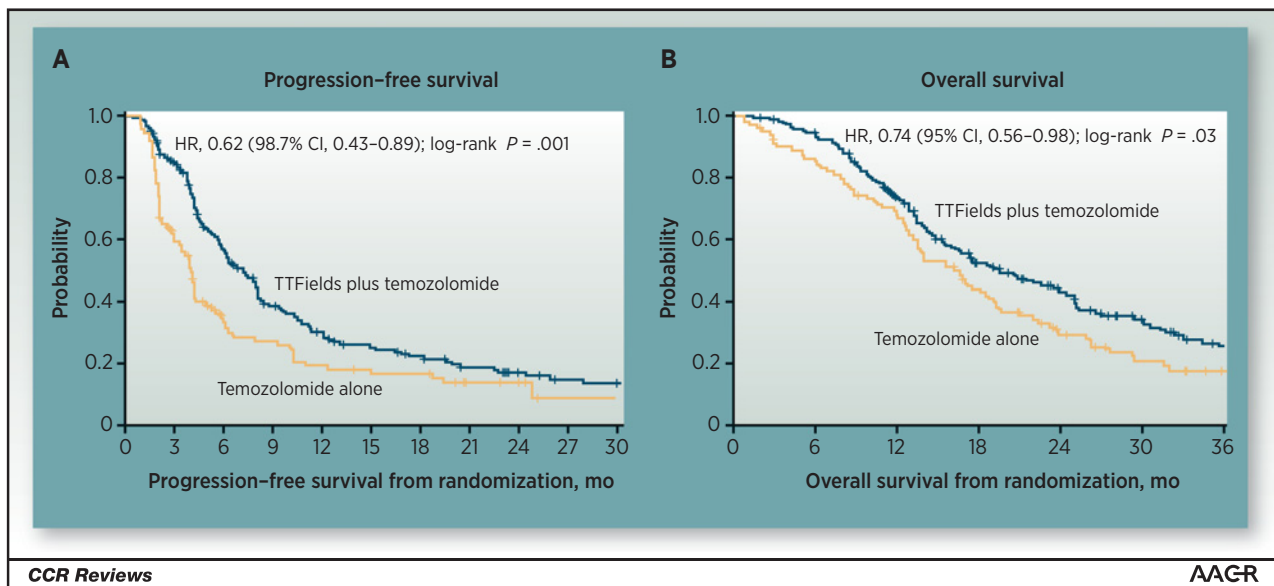 A
Progression–free survival
1.0
0.8
0.6
0.4
0.2
0
Probability
HR, 0.62 (98.7% CI, 0.43–0.89); log-rank P = .001
TTFields plus temozolomide
Temozolomide alone
0 3 6 9 12 15 18 21 24 27 30
Progression–free survival from randomization, mo
B
Overall survival
1.0
0.8
0.6
0.4
0.2
0
Probability
HR, 0.74 (95% CI, 0.56–0.98); log-rank P = .03
TTFields plus temozolomide
Temozolomide alone
0 6 12 18 24 30 36
Overall survival from randomization, mo
CCR Reviews
AACR